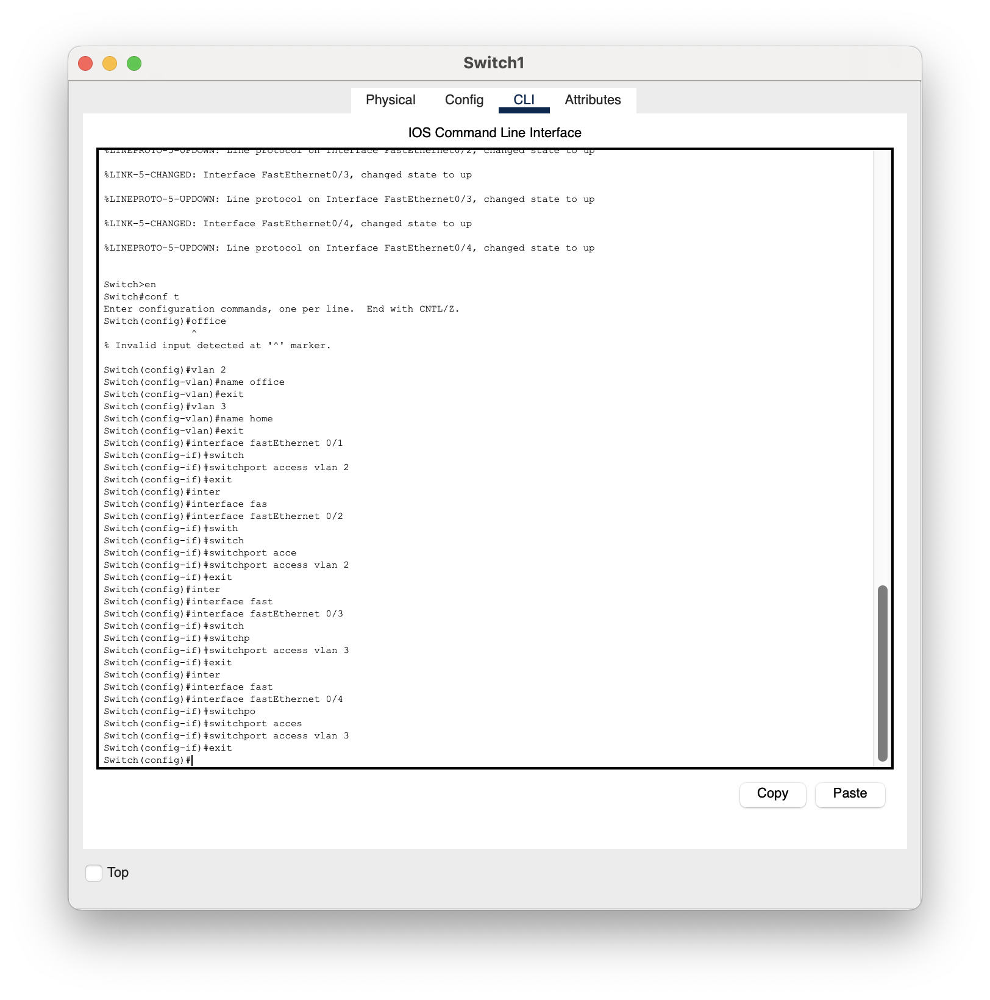 Switch1
Physical Config CLI Attributes
IOS Command Line Interface
%LINEPROTO-5-UPDOWN: Line protocol on Interface FastEthernet0/2, changed state to up
%LINK-5-CHANGED: Interface FastEthernet0/3, changed state to up
%LINEPROTO-5-UPDOWN: Line protocol on Interface FastEthernet0/3, changed state to up
%LINK-5-CHANGED: Interface FastEthernet0/4, changed state to up
%LINEPROTO-5-UPDOWN: Line protocol on Interface FastEthernet0/4, changed state to up
Switch>en
Switch#conf t
Enter configuration commands, one per line.  End with CNTL/Z.
Switch(config)#office
^
% Invalid input detected at '^' marker.
Switch(config)#vlan 2
Switch(config-vlan)#name office
Switch(config-vlan)#exit
Switch(config)#vlan 3
Switch(config-vlan)#name home
Switch(config-vlan)#exit
Switch(config)#interface fastEthernet 0/1
Switch(config-if)#switch
Switch(config-if)#switchport access vlan 2
Switch(config-if)#exit
Switch(config)#inter
Switch(config)#interface fas
Switch(config)#interface fastEthernet 0/2
Switch(config-if)#swith
Switch(config-if)#switch
Switch(config-if)#switchport acce
Switch(config-if)#switchport access vlan 2
Switch(config-if)#exit
Switch(config)#inter
Switch(config)#interface fast
Switch(config)#interface fastEthernet 0/3
Switch(config-if)#switch
Switch(config-if)#switchp
Switch(config-if)#switchport access vlan 3
Switch(config-if)#exit
Switch(config)#inter
Switch(config)#interface fast
Switch(config)#interface fastEthernet 0/4
Switch(config-if)#switchpo
Switch(config-if)#switchport acces
Switch(config-if)#switchport access vlan 3
Switch(config-if)#exit
Switch(config)#
Copy Paste
Top